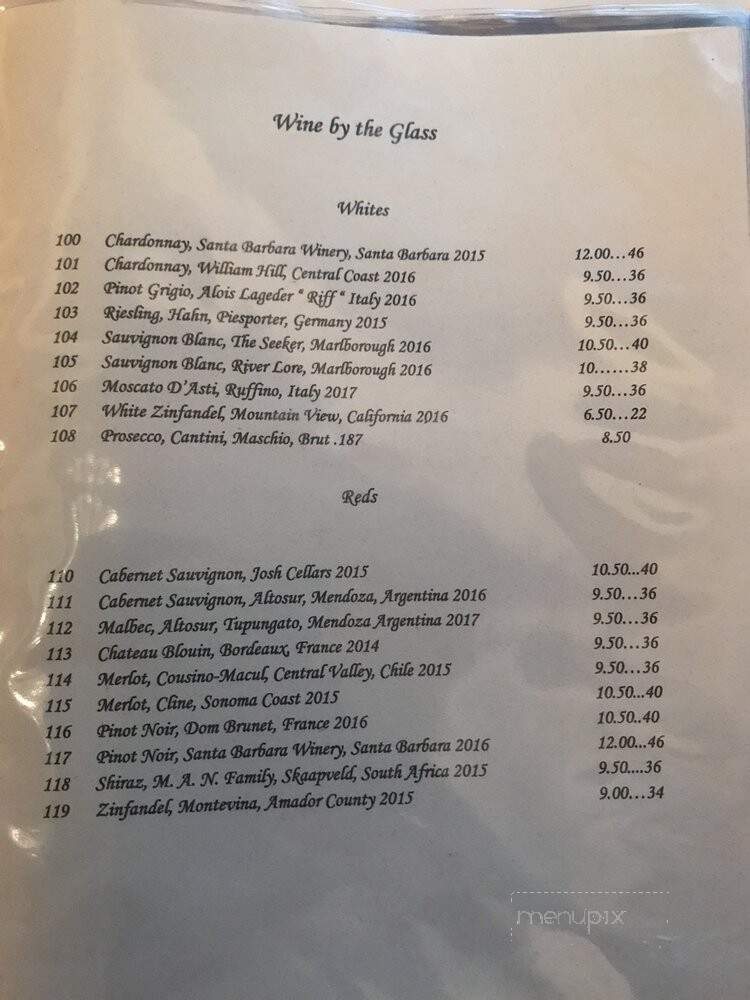 Wine by the Glass
Whites
100 Chardonnay, Santa Barbara Winery, Santa Barbara 2015 12.00...46
101 Chardonnay, William Hill, Central Coast 2016 9.50...36
102 Pinot Grigio, Alois Lageder “ Riff “ Italy 2016 9.50...36
103 Riesling, Hahn, Piesporter, Germany 2015 9.50...36
104 Sauvignon Blanc, The Seeker, Marlborough 2016 10.50...40
105 Sauvignon Blanc, River Lore, Marlborough 2016 10......38
106 Moscato D'Asti, Ruffino, Italy 2017 9.50...36
107 White Zinfandel, Mountain View, California 2016 6.50...22
108 Prosecco, Cantini, Maschio, Brut .187 8.50
Reds
110 Cabernet Sauvignon, Josh Cellars 2015 10.50...40
111 Cabernet Sauvignon, Altosur, Mendoza, Argentina 2016 9.50...36
112 Malbec, Altosur, Tupungato, Mendoza Argentina 2017 9.50...36
113 Chateau Blouin, Bordeaux, France 2014 9.50...36
114 Merlot, Cousino-Macul, Central Valley, Chile 2015 9.50...36
115 Merlot, Cline, Sonoma Coast 2015 10.50...40
116 Pinot Noir, Dom Brunet, France 2016 10.50..40
117 Pinot Noir, Santa Barbara Winery, Santa Barbara 2016 12.00...46
118 Shiraz, M. A. N. Family, Skaapveld, South Africa 2015 9.50....36
119 Zinfandel, Montevina, Amador County 2015 9.00...34
menupix